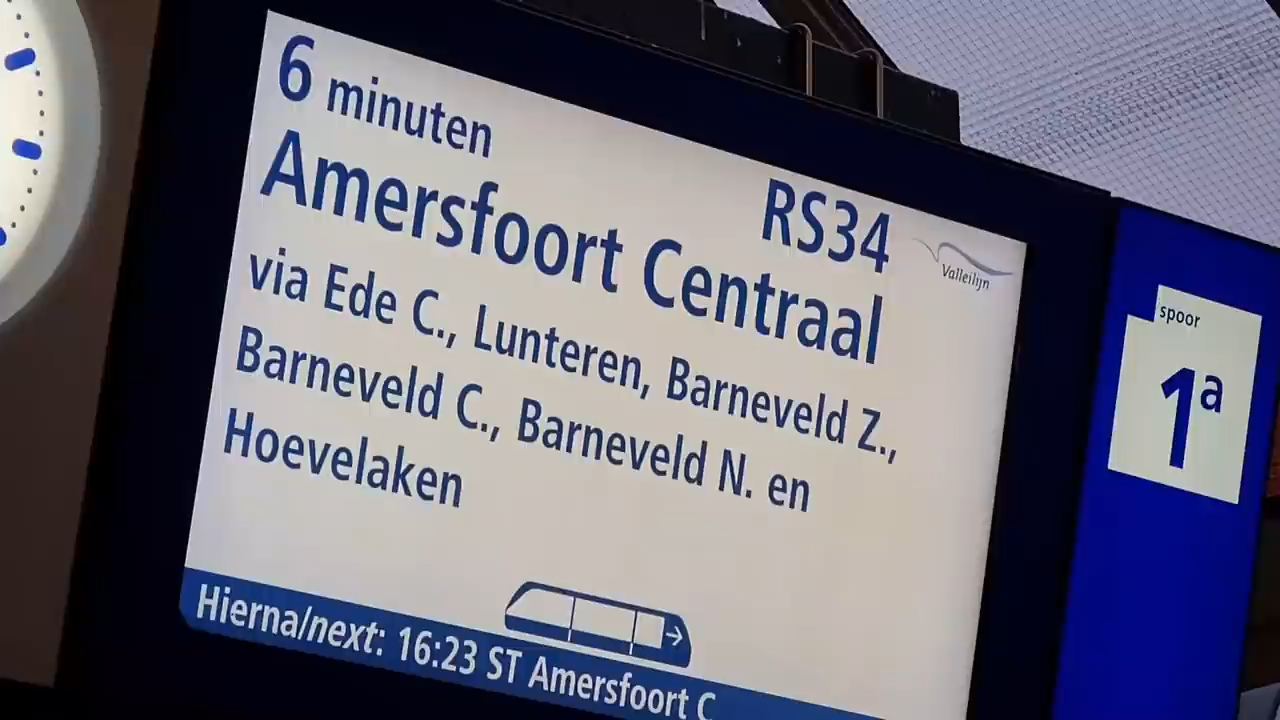 6 minuten
RS34
Valleilijn
Amersfoort Centraal
via Ede C., Lunteren, Barneveld Z.,
Barneveld C., Barneveld N. en
Hoevelaken
Hierna/next: 16:23 ST Amersfoort C
spoor
1a